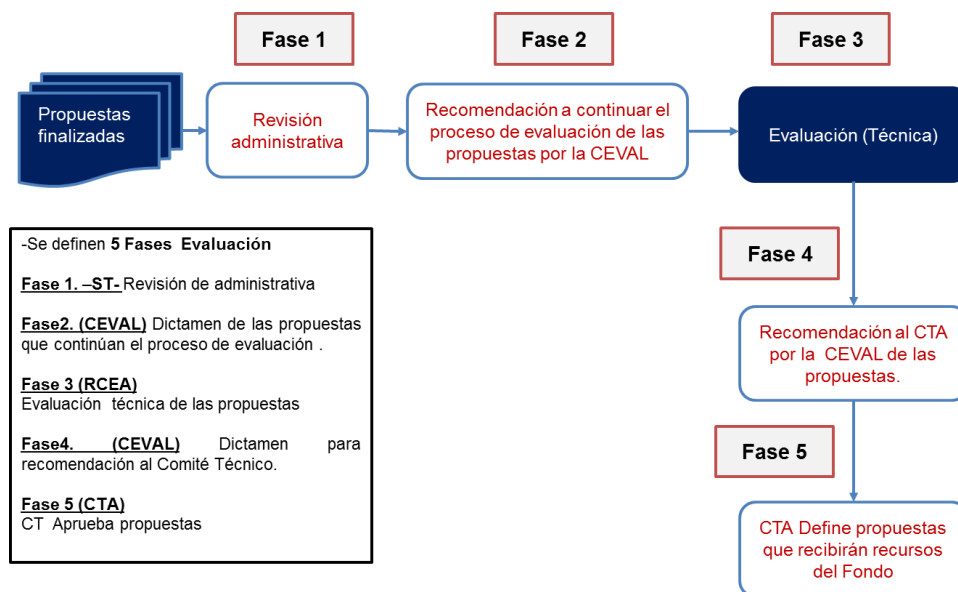 Fase 1
Fase 2
Fase 3
Propuestas
finalizadas
Revisión
administrativa
Recomendación a continuar el
proceso de evaluación de las
propuestas por la CEVAL
Evaluación (Técnica)
-Se definen 5 Fases Evaluación
Fase 1. –ST- Revisión de administrativa
Fase2. (CEVAL) Dictamen de las propuestas
que continúan el proceso de evaluación .
Fase 3 (RCEA)
Evaluación técnica de las propuestas
Fase4. (CEVAL) Dictamen para
recomendación al Comité Técnico.
Fase 5 (CTA)
CT Aprueba propuestas
Fase 4
Recomendación al CTA
por la CEVAL de las
propuestas.
Fase 5
CTA Define propuestas
que recibirán recursos
del Fondo